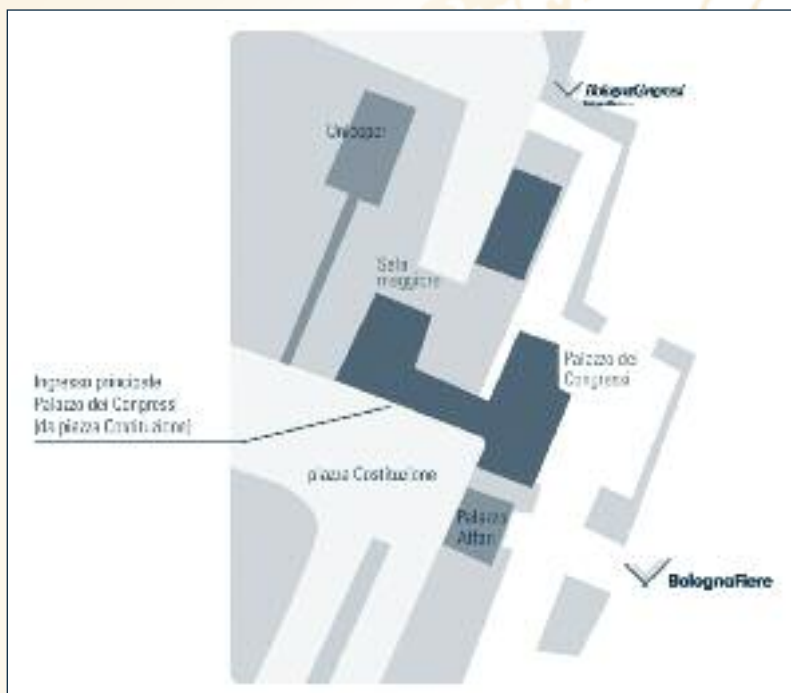 BolognaCongressi
Sala
maggiore
Palazzo dei
Congressi
Ingresso principale
Palazzo dei Congressi
(da piazza Costituzione)
piazza Costituzione
Palazzo
Affari
BolognaFiere